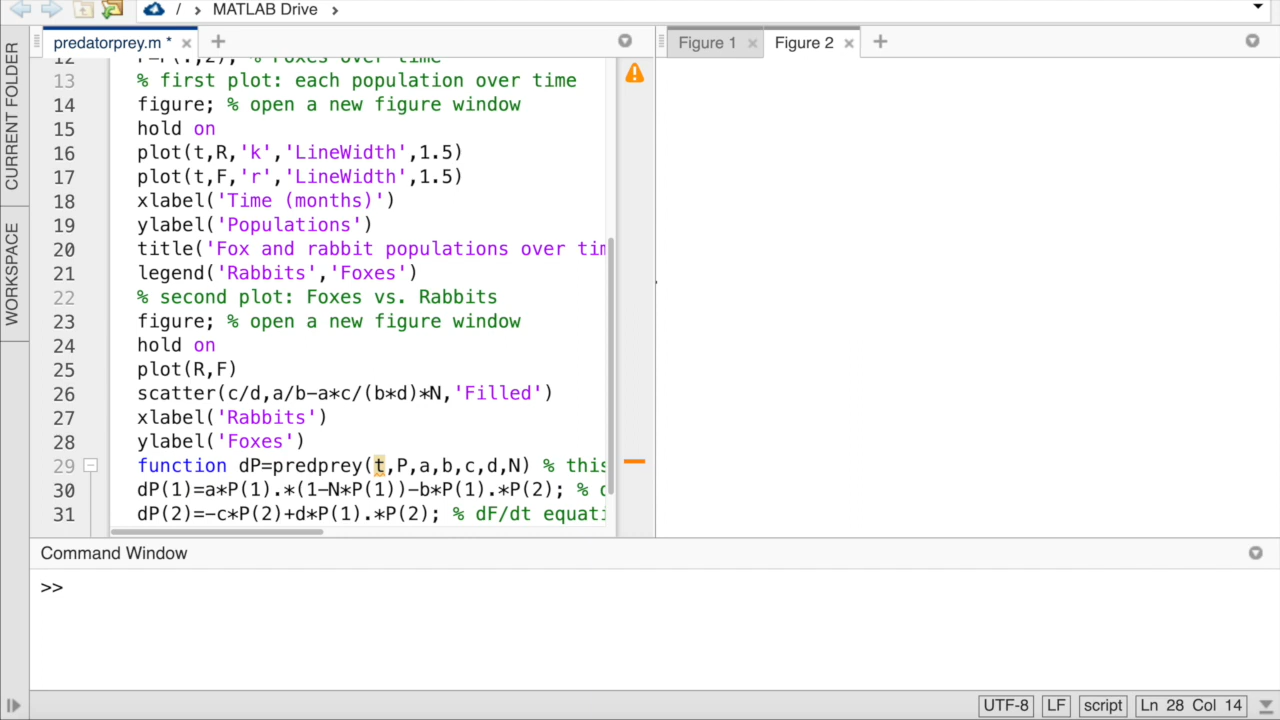 / > MATLAB Drive >
predatorprey.m * × +
Figure 1 × Figure 2 × +
CURRENT FOLDER
WORKSPACE
12
13 % first plot: each population over time
14 figure; % open a new figure window
15 hold on
16 plot(t,R,'k','LineWidth',1.5)
17 plot(t,F,'r','LineWidth',1.5)
18 xlabel('Time (months)')
19 ylabel('Populations')
20 title('Fox and rabbit populations over tim
21 legend('Rabbits','Foxes')
22 % second plot: Foxes vs. Rabbits
23 figure; % open a new figure window
24 hold on
25 plot(R,F)
26 scatter(c/d,a/b-a*c/(b*d)*N,'Filled')
27 xlabel('Rabbits')
28 ylabel('Foxes')
29 function dP=predprey(t,P,a,b,c,d,N) % this
30 dP(1)=a*P(1).*(1-N*P(1))-b*P(1).*P(2); % d
31 dP(2)=-c*P(2)+d*P(1).*P(2); % dF/dt equati
Command Window
>>
UTF-8 LF script Ln 28 Col 14